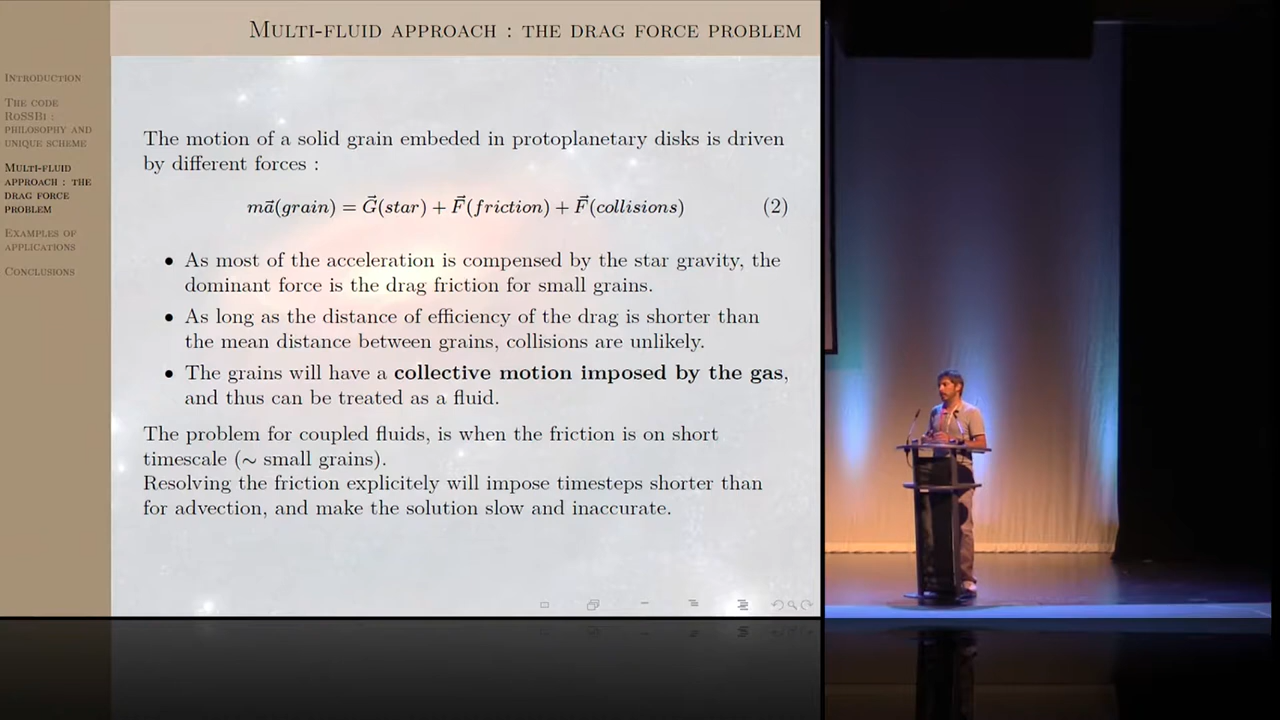 MULTI-FLUID APPROACH : THE DRAG FORCE PROBLEM
INTRODUCTION
THE CODE
ROSSBI :
PHILOSOPHY AND
UNIQUE SCHEME
MULTI-FLUID
APPROACH : THE
DRAG FORCE
PROBLEM
EXAMPLES OF
APPLICATIONS
CONCLUSIONS
The motion of a solid grain embeded in protoplanetary disks is driven
by different forces :
m\vec{a}(grain) = \vec{G}(star) + \vec{F}(friction) + \vec{F}(collisions) (2)
• As most of the acceleration is compensed by the star gravity, the
dominant force is the drag friction for small grains.
• As long as the distance of efficiency of the drag is shorter than
the mean distance between grains, collisions are unlikely.
• The grains will have a collective motion imposed by the gas,
and thus can be treated as a fluid.
The problem for coupled fluids, is when the friction is on short
timescale (∼ small grains).
Resolving the friction explicitely will impose timesteps shorter than
for advection, and make the solution slow and inaccurate.